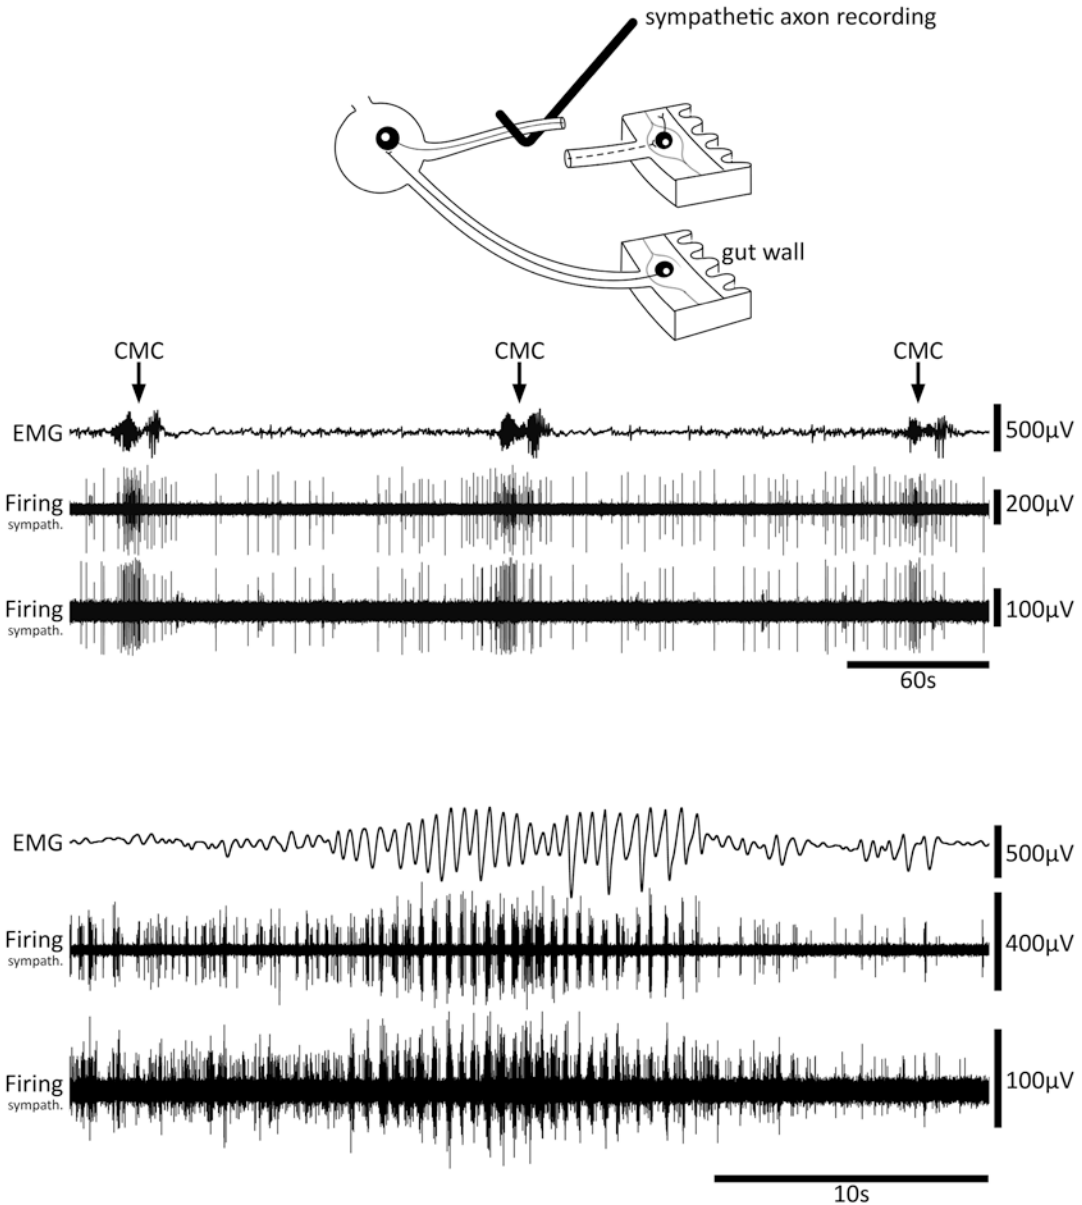 sympathetic axon recording
gut wall
CMC CMC CMC
EMG 500μV
Firing 200μV
sympath.
Firing 100μV
sympath.
60s
EMG 500μV
Firing 400μV
sympath.
Firing 100μV
sympath.
10s